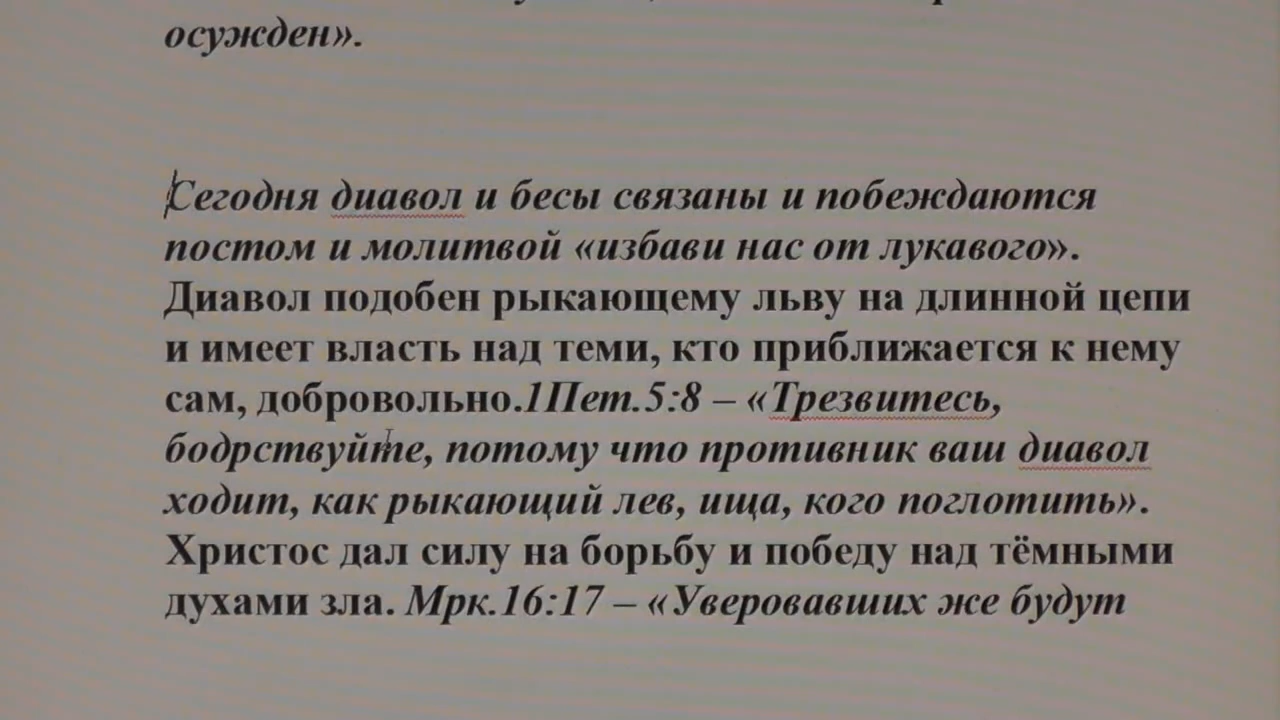 осужден».
Сегодня диавол и бесы связаны и побеждаются
постом и молитвой «избави нас от лукавого».
Диавол подобен рыкающему льву на длинной цепи
и имеет власть над теми, кто приближается к нему
сам, добровольно.1Пет.5:8 – «Трезвитесь,
бодрствуйте, потому что противник ваш диавол
ходит, как рыкающий лев, ища, кого поглотить».
Христос дал силу на борьбу и победу над тёмными
духами зла. Мрк.16:17 – «Уверовавших же будут